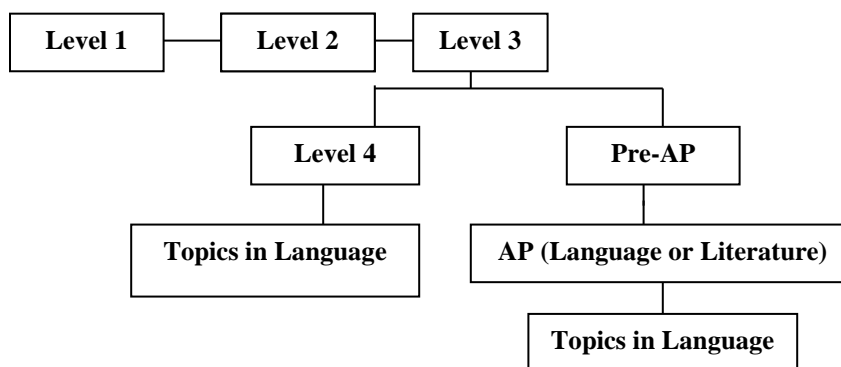 Level 1
Level 2
Level 3
Level 4
Pre-AP
Topics in Language
AP (Language or Literature)
Topics in Language